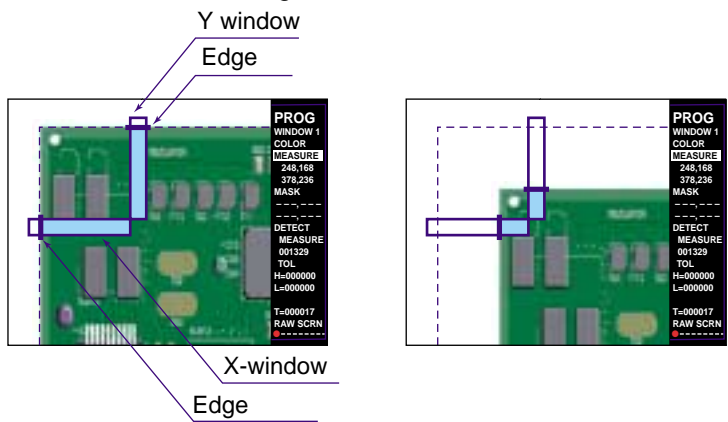 Y window
Edge
PROG
WINDOW 1
COLOR
MEASURE
248,168
378,236
MASK
– – –, – – –
– – –, – – –
DETECT
MEASURE
001329
TOL
H=000000
L=000000
T=000017
RAW SCRN
X-window
Edge
PROG
WINDOW 1
COLOR
MEASURE
248,168
378,236
MASK
– – –, – – –
– – –, – – –
DETECT
MEASURE
001329
TOL
H=000000
L=000000
T=000017
RAW SCRN